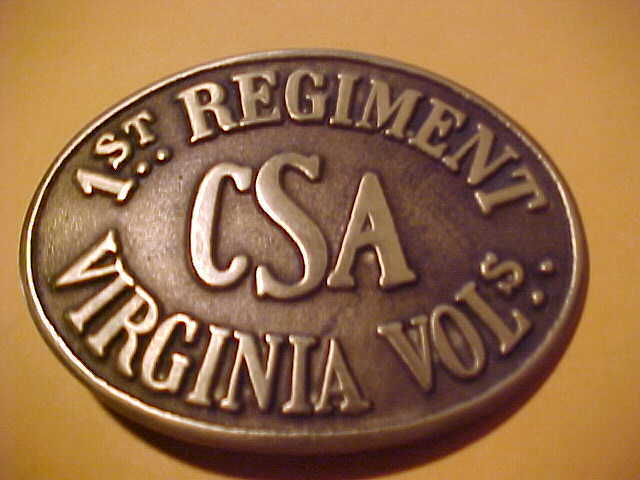 1ST.. REGIMENT
CSA
VIRGINIA VOLS..